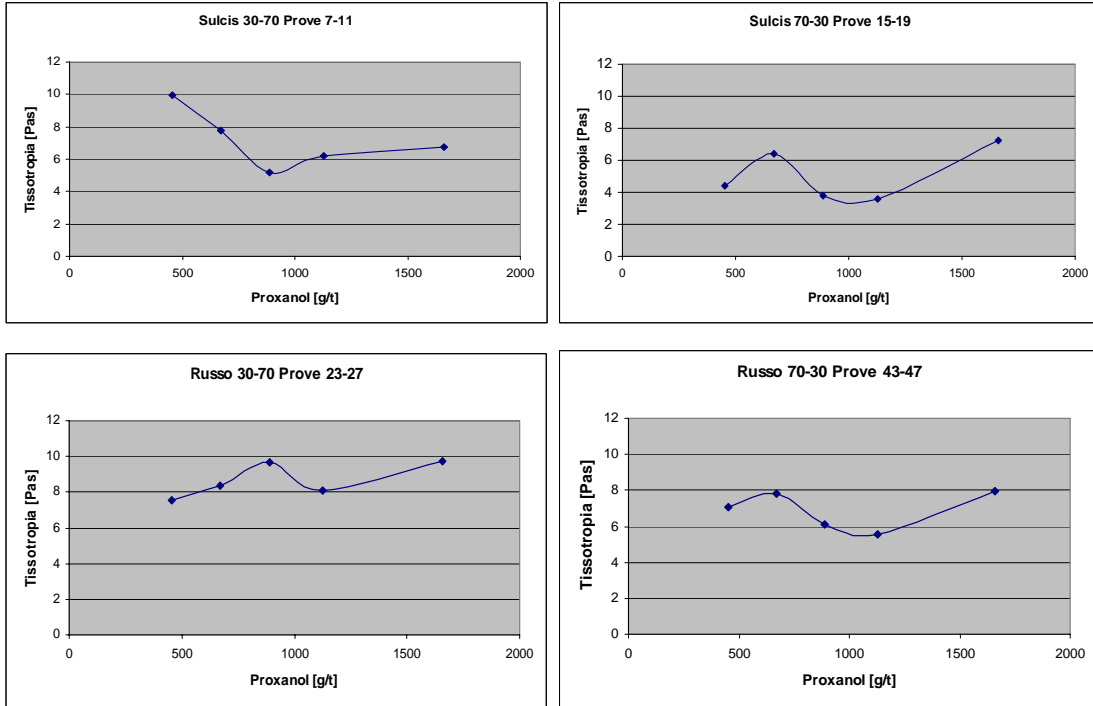 Sulcis 30-70 Prove 7-11
Tissotropia [Pas]
12
10
8
6
4
2
0
0 500 1000 1500 2000
Proxanol [g/t]
Sulcis 70-30 Prove 15-19
Tissotropia [Pas]
12
10
8
6
4
2
0
0 500 1000 1500 2000
Proxanol [g/t]
Russo 30-70 Prove 23-27
Tissotropia [Pas]
12
10
8
6
4
2
0
0 500 1000 1500 2000
Proxanol [g/t]
Russo 70-30 Prove 43-47
Tissotropia [Pas]
12
10
8
6
4
2
0
0 500 1000 1500 2000
Proxanol [g/t]